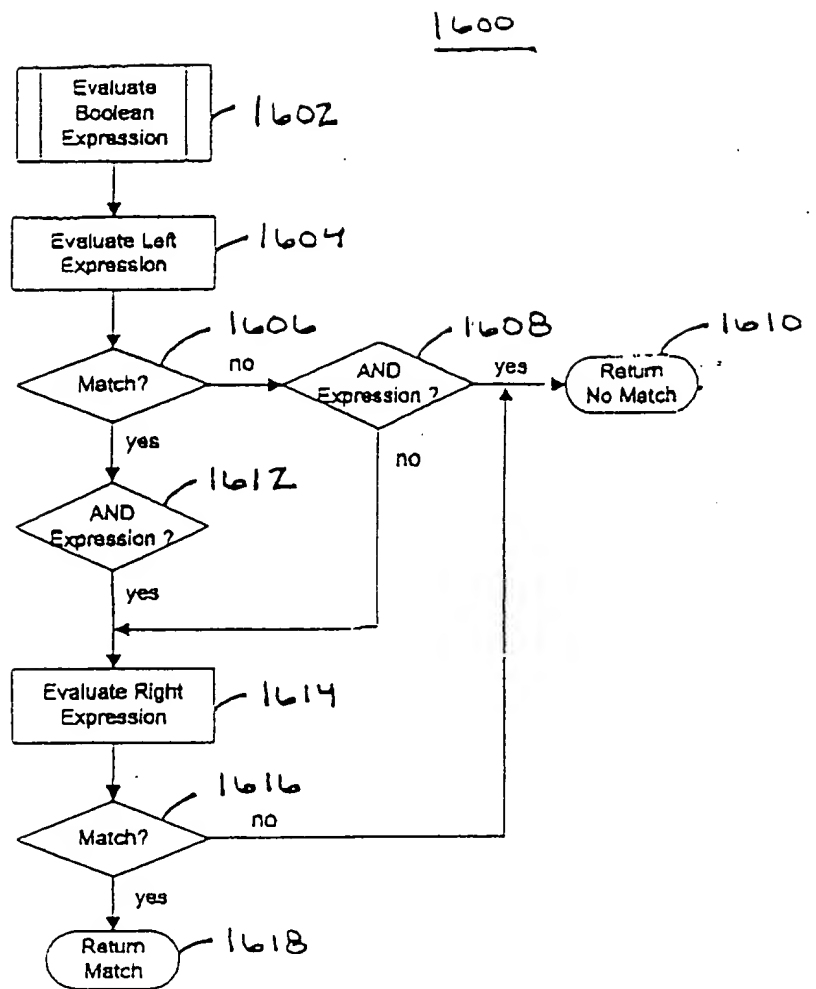 1600
Evaluate
Boolean
Expression
1602
Evaluate Left
Expression
1604
1606
Match?
no
1608
AND
Expression ?
yes
1610
Return
No Match
yes
no
1612
AND
Expression ?
yes
Evaluate Right
Expression
1614
1616
Match?
no
yes
Return
Match
1618